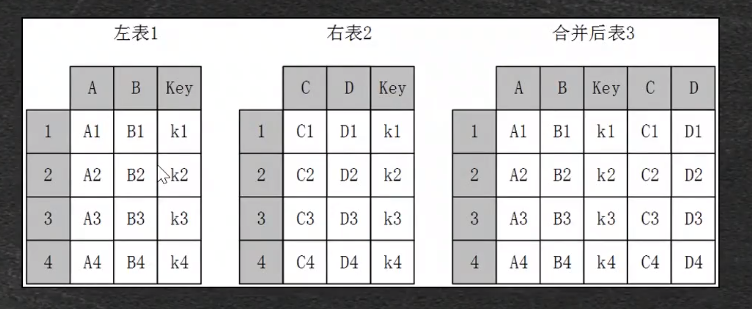 左表1 右表2 合并后表3
A B Key C D Key A B Key C D
1 A1 B1 k1 1 C1 D1 k1 1 A1 B1 k1 C1 D1
2 A2 B2 k2 2 C2 D2 k2 2 A2 B2 k2 C2 D2
3 A3 B3 k3 3 C3 D3 k3 3 A3 B3 k3 C3 D3
4 A4 B4 k4 4 C4 D4 k4 4 A4 B4 k4 C4 D4